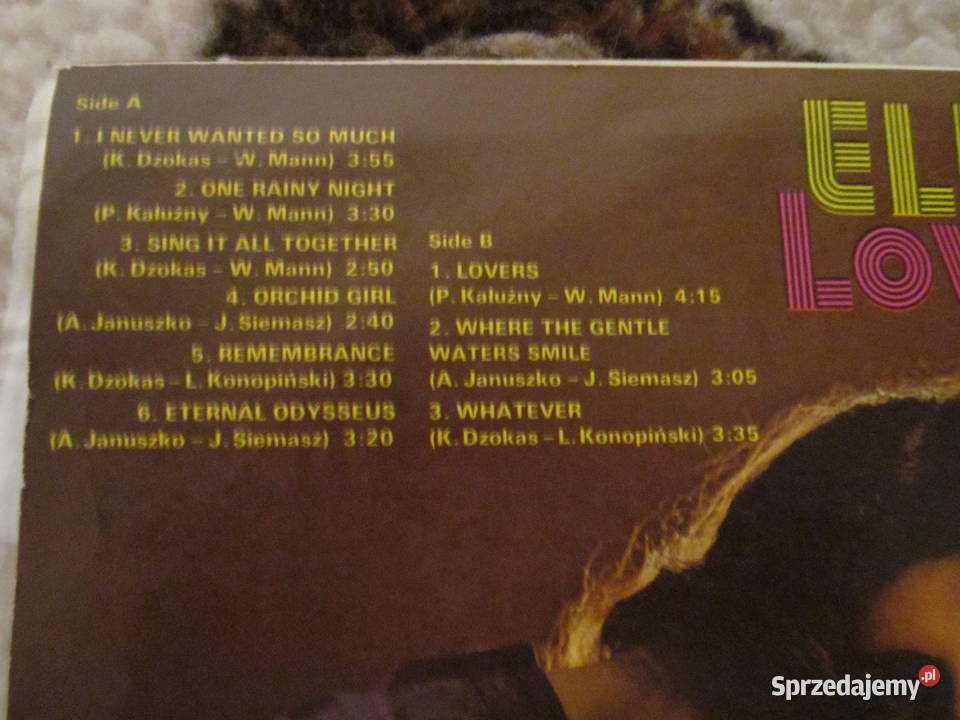 Side A
1. I NEVER WANTED SO MUCH
(K. Dżokas – W. Mann) 3:55
2. ONE RAINY NIGHT
(P. Kałużny – W. Mann) 3:30
3. SING IT ALL TOGETHER
(K. Dżokas – W. Mann) 2:50
4. ORCHID GIRL
(A. Januszko – J. Siemasz) 2:40
5. REMEMBRANCE
(K. Dżokas – L. Konopiński) 3:30
6. ETERNAL ODYSSEUS
(A. Januszko – J. Siemasz) 3:20
Side B
1. LOVERS
(P. Kałużny – W. Mann) 4:15
2. WHERE THE GENTLE
WATERS SMILE
(A. Januszko – J. Siemasz) 3:05
3. WHATEVER
(K. Dżokas – L. Konopiński) 3:35
Sprzedajemy.pl